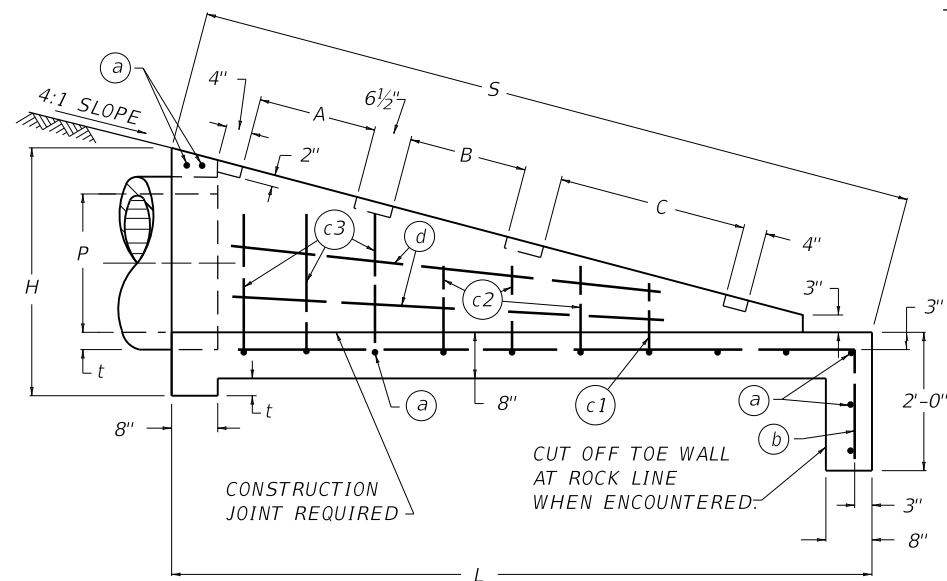 S
a
4"
A
6½"
4:1 SLOPE
B
2"
C
c3
d
4"
P
H
c2
3"
3"
t
a
8"
c1
a
2'-0"
t
8"
b
CUT OFF TOE WALL
AT ROCK LINE
WHEN ENCOUNTERED.
CONSTRUCTION
JOINT REQUIRED
3"
8"
L